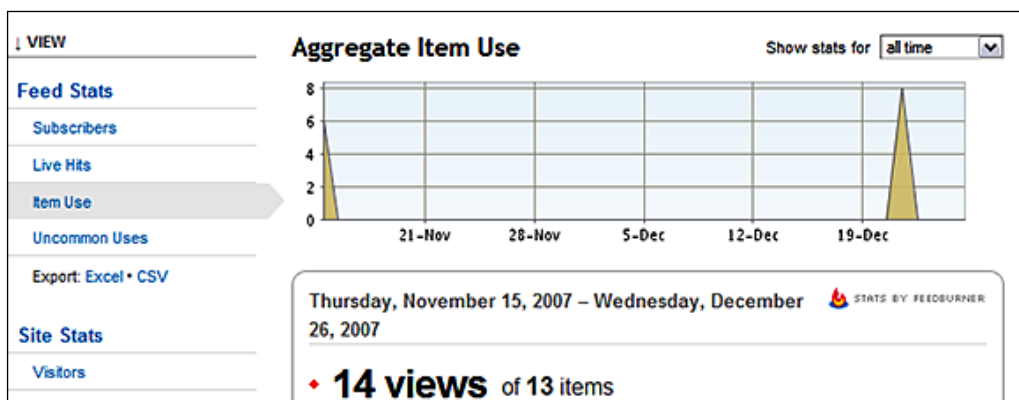 ↓ VIEW
Feed Stats
Subscribers
Live Hits
Item Use
Uncommon Uses
Export: Excel • CSV
Site Stats
Visitors
Aggregate Item Use
Show stats for all time
8
6
4
2
0
21-Nov 28-Nov 5-Dec 12-Dec 19-Dec
Thursday, November 15, 2007 – Wednesday, December
26, 2007
STATS BY FEEDBURNER
14 views of 13 items